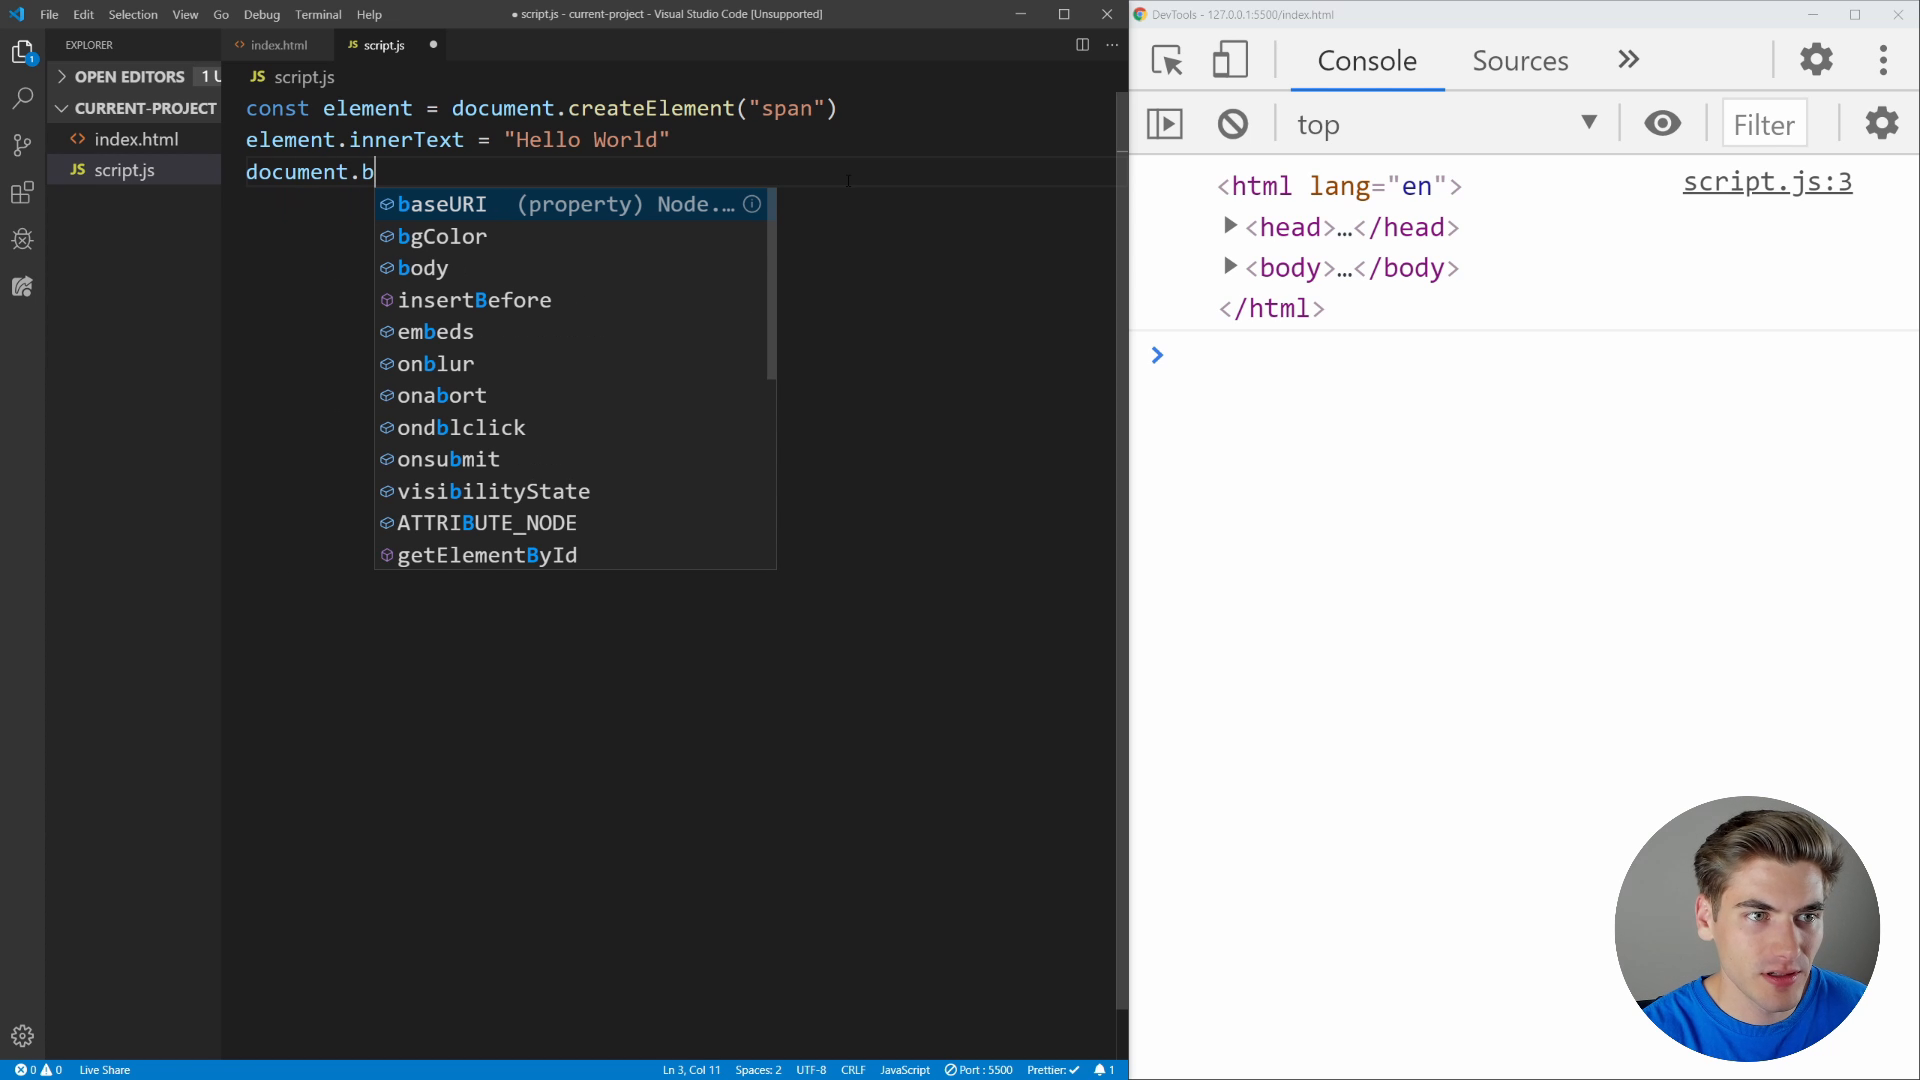 File Edit Selection View Go Debug Terminal Help
● script.js - current-project - Visual Studio Code [Unsupported]
DevTools - 127.0.0.1:5500/index.html
EXPLORER
OPEN EDITORS 1 U
CURRENT-PROJECT
index.html
JS script.js
index.html
JS script.js
JS script.js
const element = document.createElement("span")
element.innerText = "Hello World"
document.b
baseURI (property) Node.…
bgColor
body
insertBefore
embeds
onblur
onabort
ondblclick
onsubmit
visibilityState
ATTRIBUTE_NODE
getElementById
Console Sources
top
Filter
<html lang="en"> script.js:3
<head>…</head>
<body>…</body>
</html>
1
0 0 Live Share
Ln 3, Col 11 Spaces: 2 UTF-8 CRLF JavaScript Port : 5500 Prettier: ✓ 1